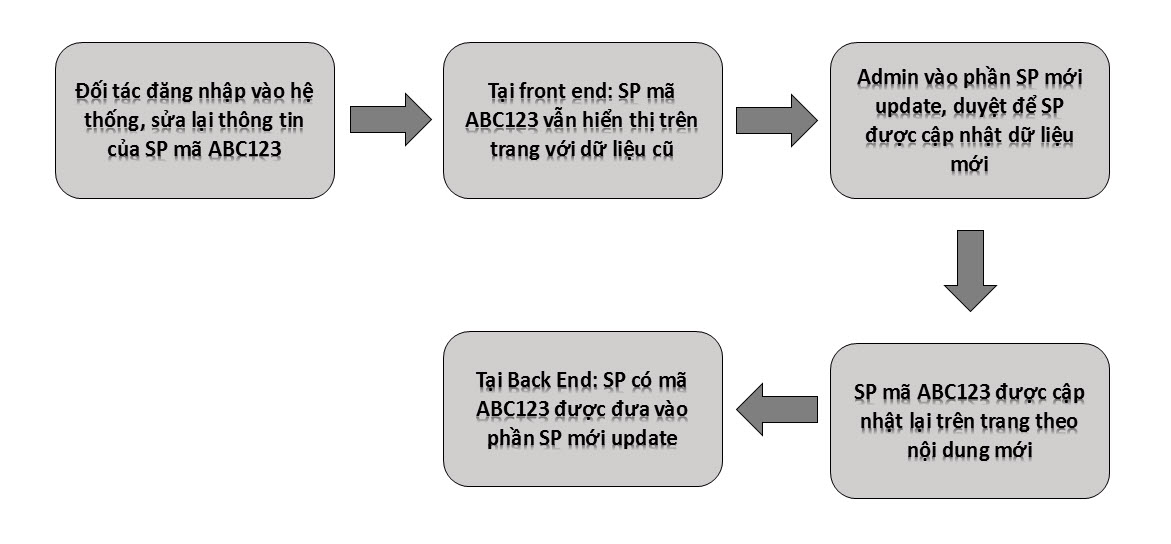 Đối tác đăng nhập vào hệ
thống, sửa lại thông tin
của SP mã ABC123
Tại front end: SP mã
ABC123 vẫn hiển thị trên
trang với dữ liệu cũ
Admin vào phần SP mới
update, duyệt để SP
được cập nhật dữ liệu
mới
SP mã ABC123 được cập
nhật lại trên trang theo
nội dung mới
Tại Back End: SP có mã
ABC123 được đưa vào
phần SP mới update